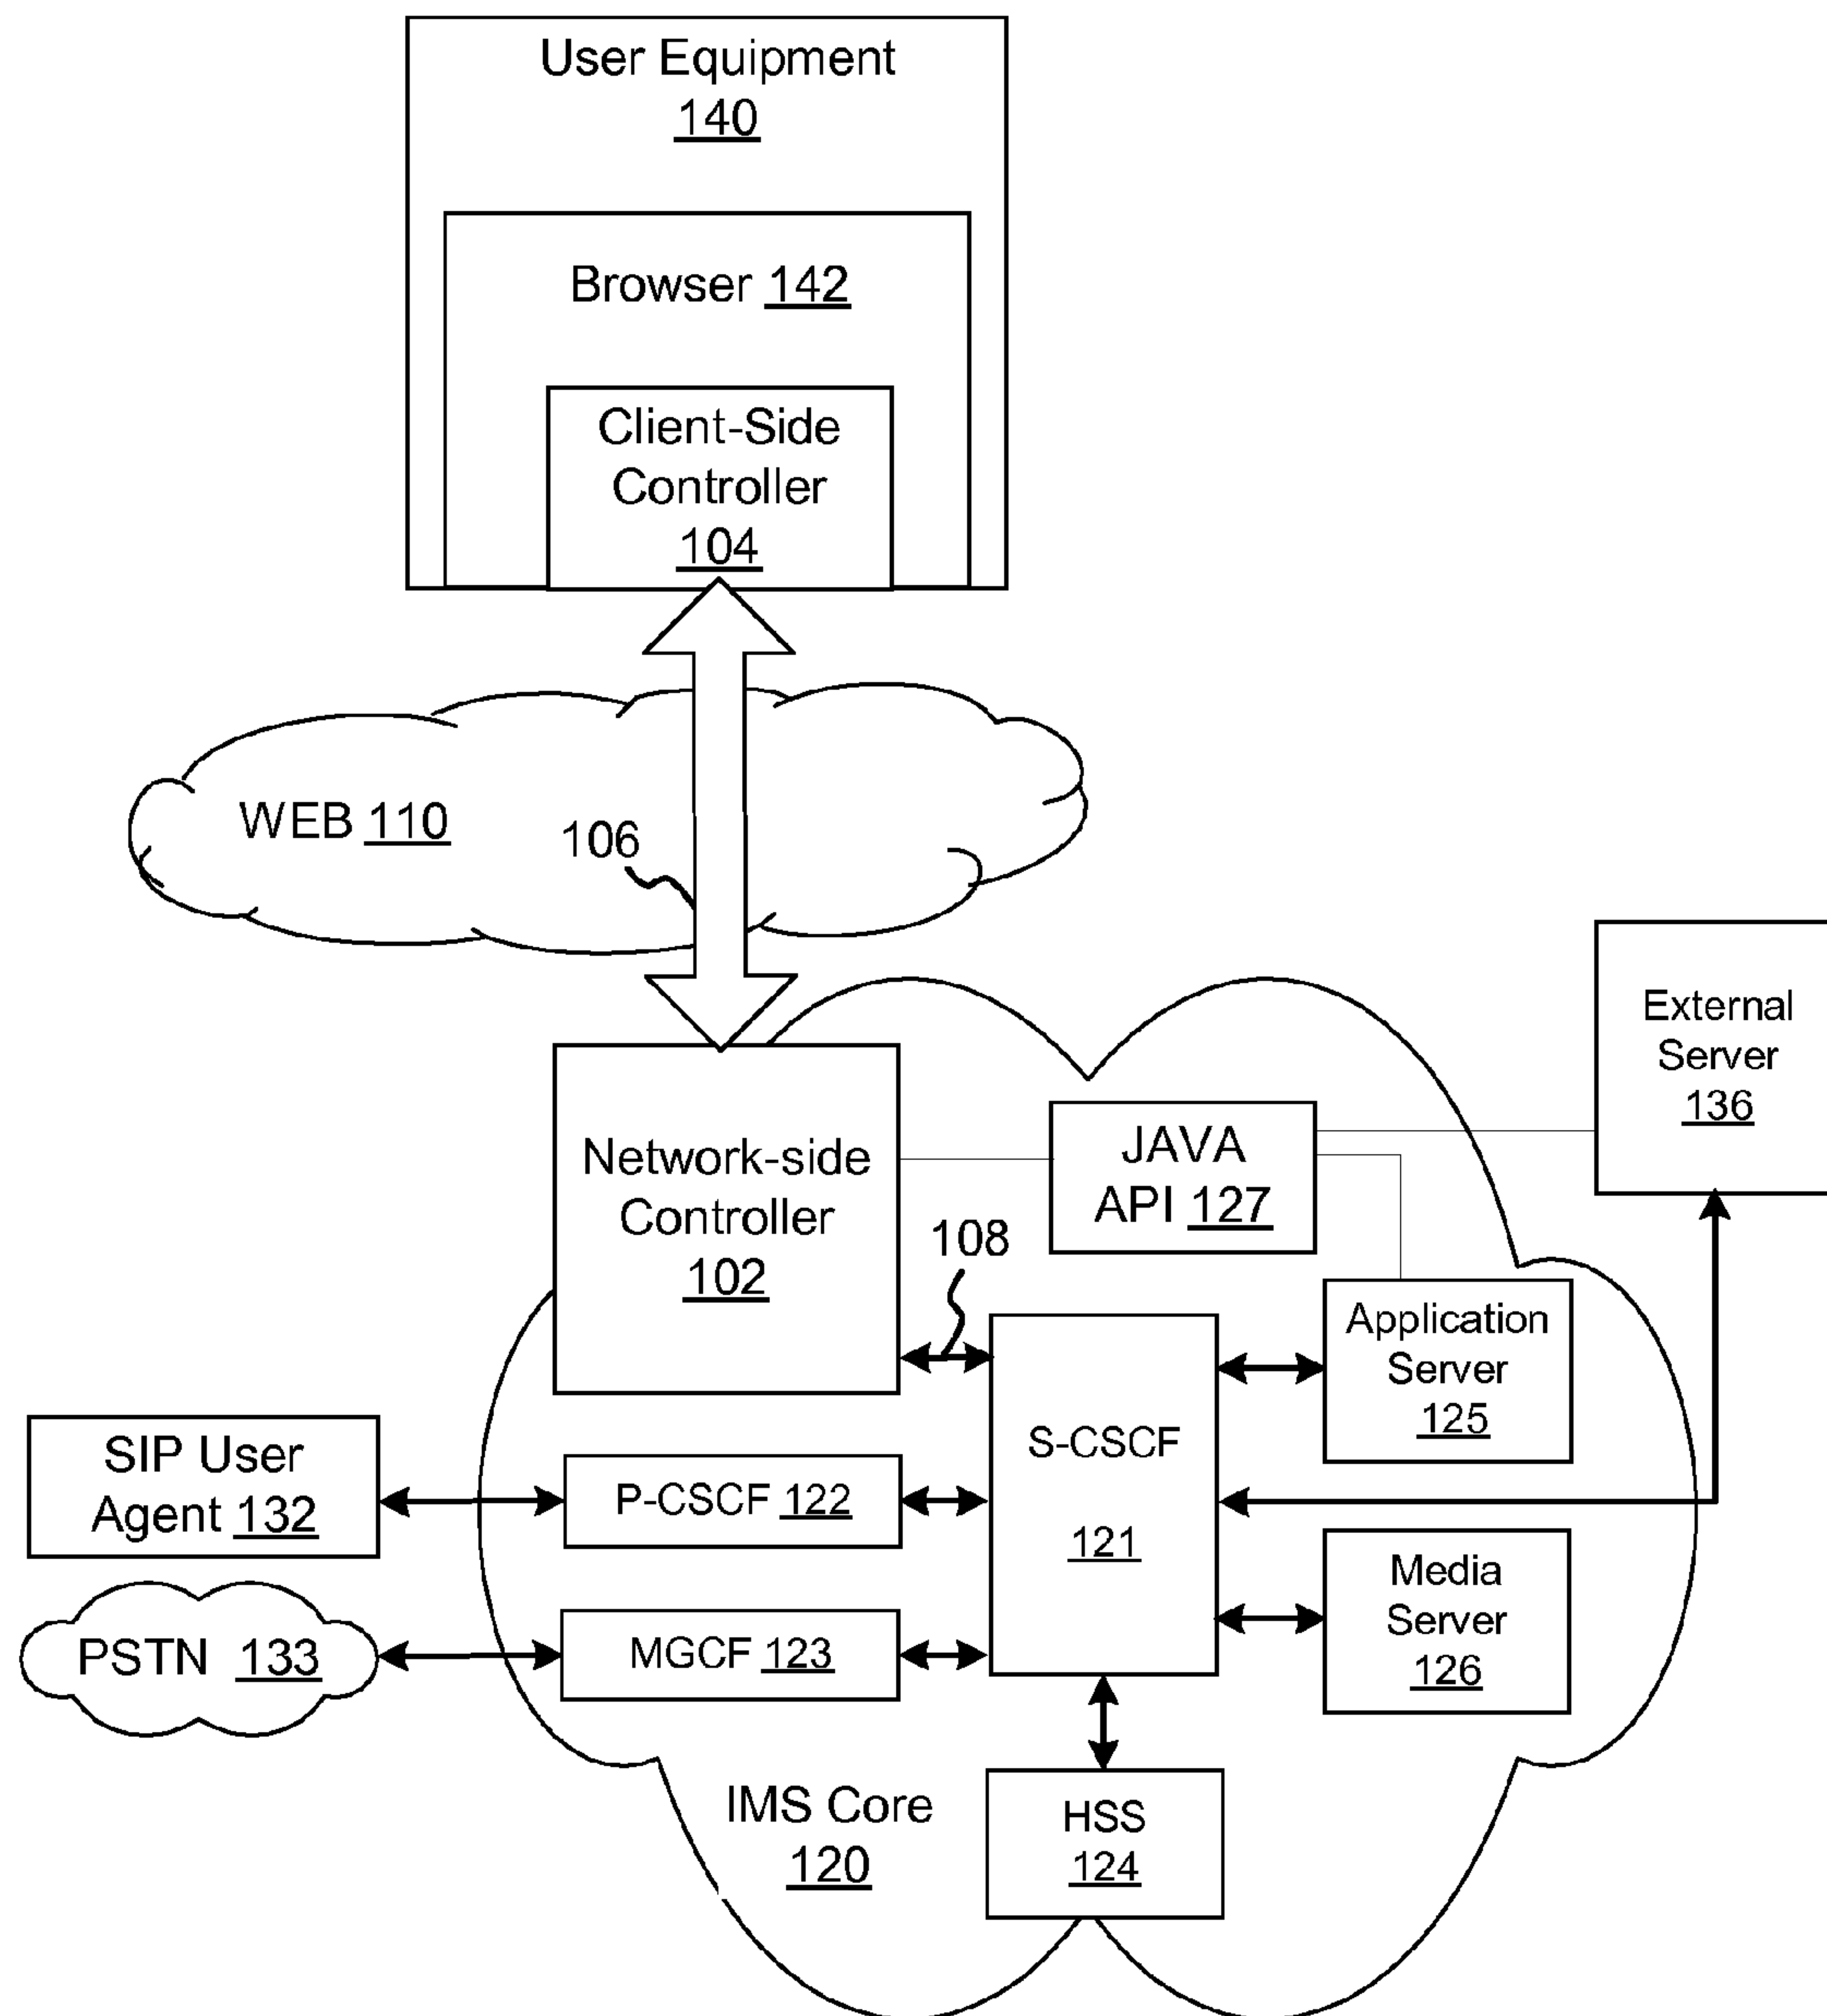 User Equipment
140
Browser 142
Client-Side
Controller
104
WEB 110
106
External
Server
136
Network-side
Controller
102
JAVA
API 127
108
Application
Server
125
S-CSCF
121
SIP User
Agent 132
P-CSCF 122
Media
Server
126
PSTN 133
MGCF 123
IMS Core
120
HSS
124